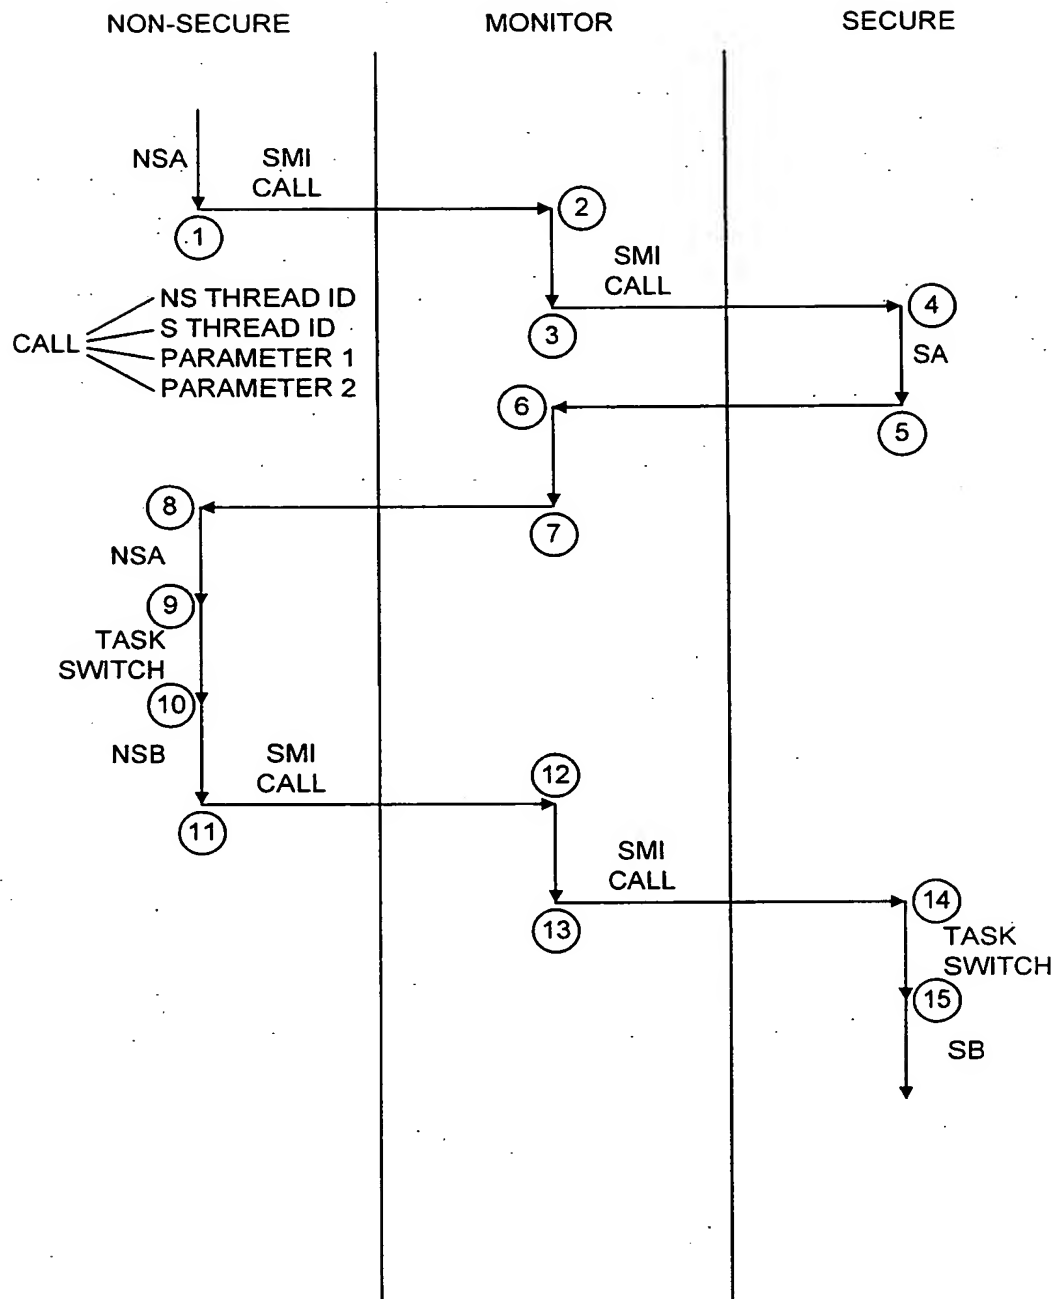 NON-SECURE
MONITOR
SECURE
NSA
SMI
CALL
1
2
SMI
CALL
3
4
NS THREAD ID
S THREAD ID
CALL
PARAMETER 1
PARAMETER 2
SA
6
5
8
7
NSA
9
TASK
SWITCH
10
NSB
SMI
CALL
12
11
SMI
CALL
13
14
TASK
SWITCH
15
SB